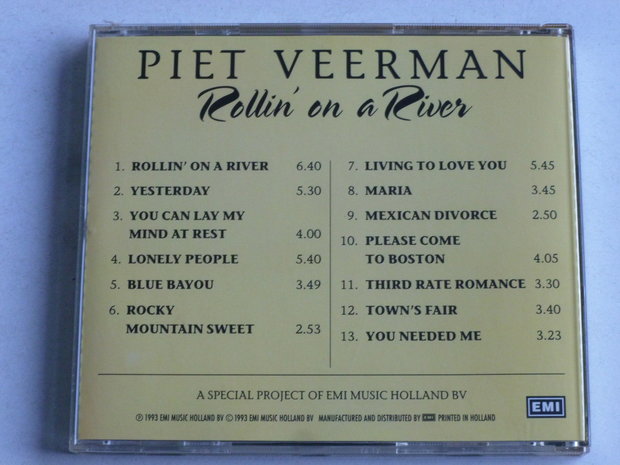 PIET VEERMAN
Rollin' on a River
1. ROLLIN' ON A RIVER 6.40
2. YESTERDAY 5.30
3. YOU CAN LAY MY
MIND AT REST 4.00
4. LONELY PEOPLE 5.40
5. BLUE BAYOU 3.49
6. ROCKY
MOUNTAIN SWEET 2.53
7. LIVING TO LOVE YOU 5.45
8. MARIA 3.45
9. MEXICAN DIVORCE 2.50
10. PLEASE COME
TO BOSTON 4.05
11. THIRD RATE ROMANCE 3.30
12. TOWN'S FAIR 3.40
13. YOU NEEDED ME 3.23
A SPECIAL PROJECT OF EMI MUSIC HOLLAND BV
EMI
℗ 1993 EMI MUSIC HOLLAND BV © 1993 EMI MUSIC HOLLAND BV. MANUFACTURED AND DISTRIBUTED BY EMI PRINTED IN HOLLAND